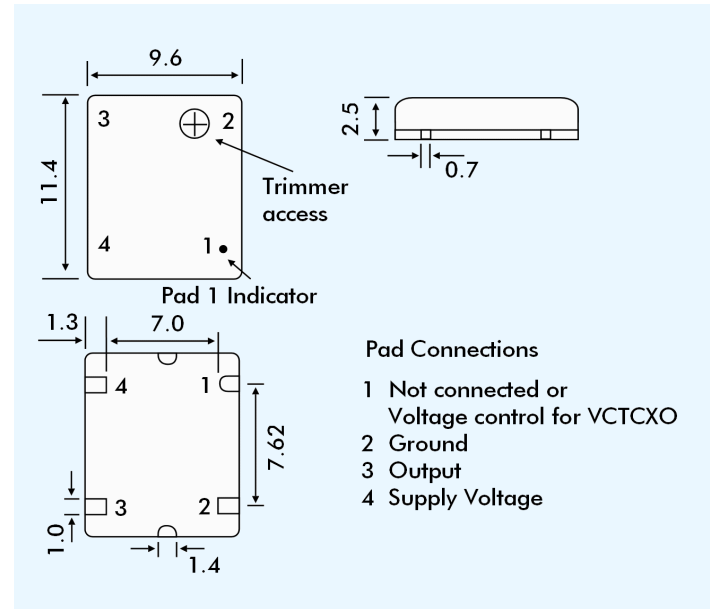 9.6
3
2
2.5
11.4
0.7
Trimmer
access
4
1
Pad 1 Indicator
1.3
7.0
Pad Connections
4
1
1 Not connected or
Voltage control for VCTCXO
7.62
2 Ground
3 Output
3
2
4 Supply Voltage
1.0
1.4